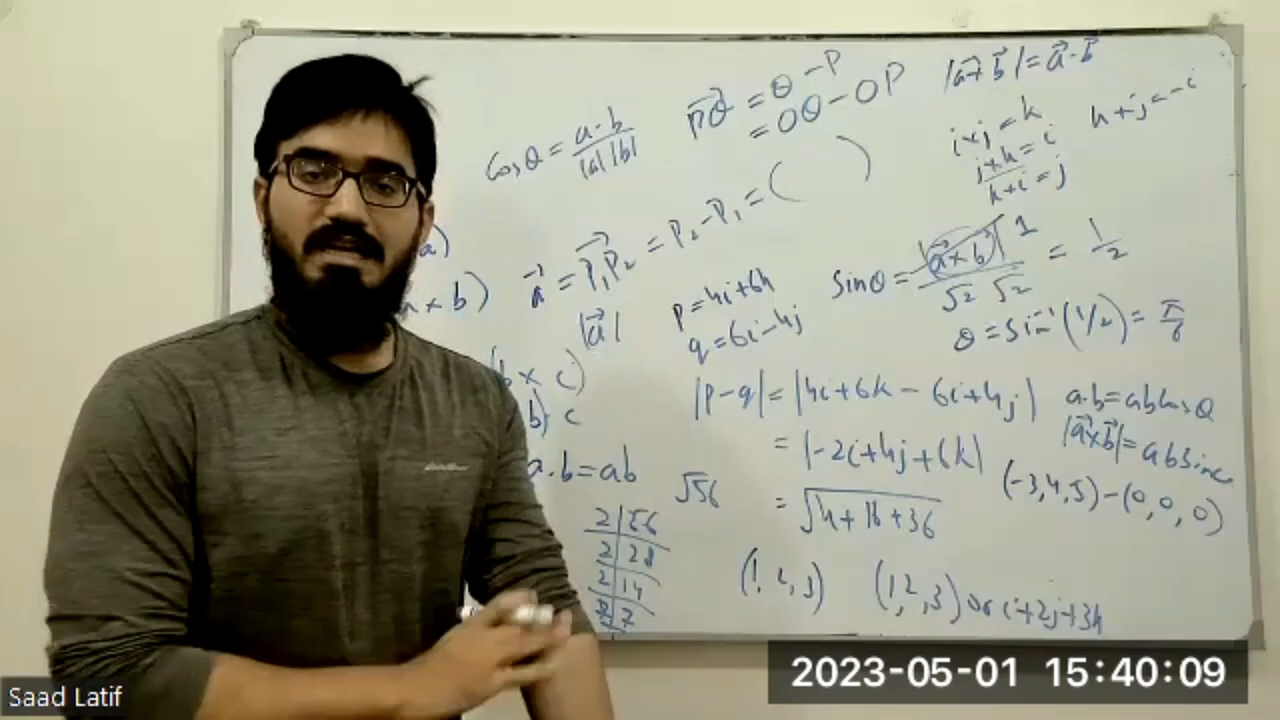 cosθ = a·b / |a| |b|
PQ = Q - P
= OQ - OP
|a × b| = a·b
i×j = k
j×k = i
k×i = j
k×j = -i
a)
a × b)
a = P₁P₂ = P₂ - P₁ = ( )
|a|
p = 4i+6k
q = 6i-4j
Sinθ = |a × b| 1 / √2 √2 = 1/2
θ = Sin⁻¹(1/2) = π/6
b × c)
b) c
a.b = ab
|p-q| = |4i+6k - 6i+4j|
= |-2i+4j+6k|
= √4+16+36
√56
2|56
2|28
2|14
7
a.b = ab cosθ
|a×b| = ab Sin
(-3,4,5) - (0,0,0)
(1,2,3) (1,2,3) or i+2j+3k
Saad Latif
2023-05-01 15:40:09